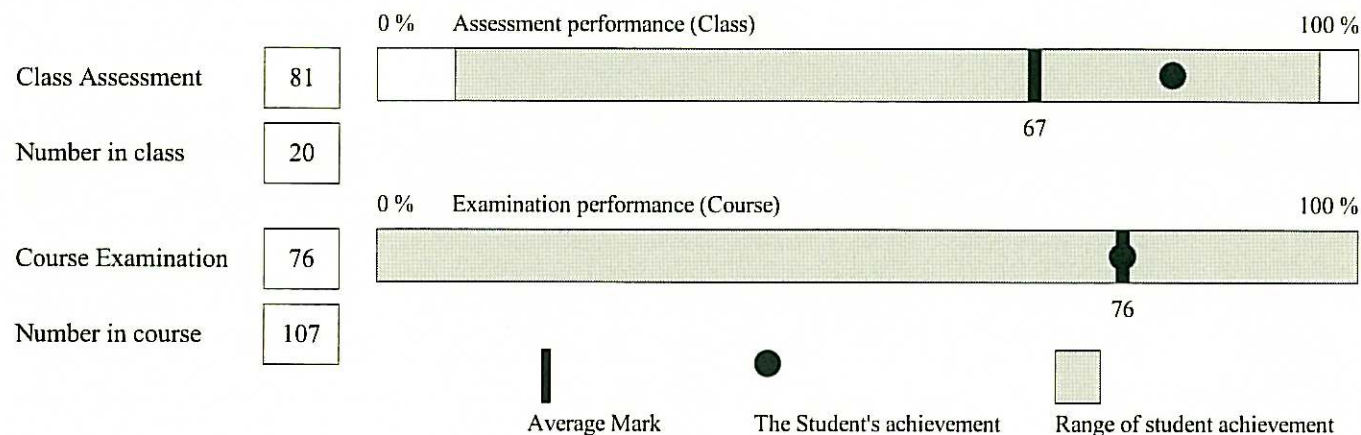 0 % Assessment performance (Class) 100 %
Class Assessment 81
67
Number in class 20
0 % Examination performance (Course) 100 %
Course Examination 76
76
Number in course 107
Average Mark The Student's achievement Range of student achievement